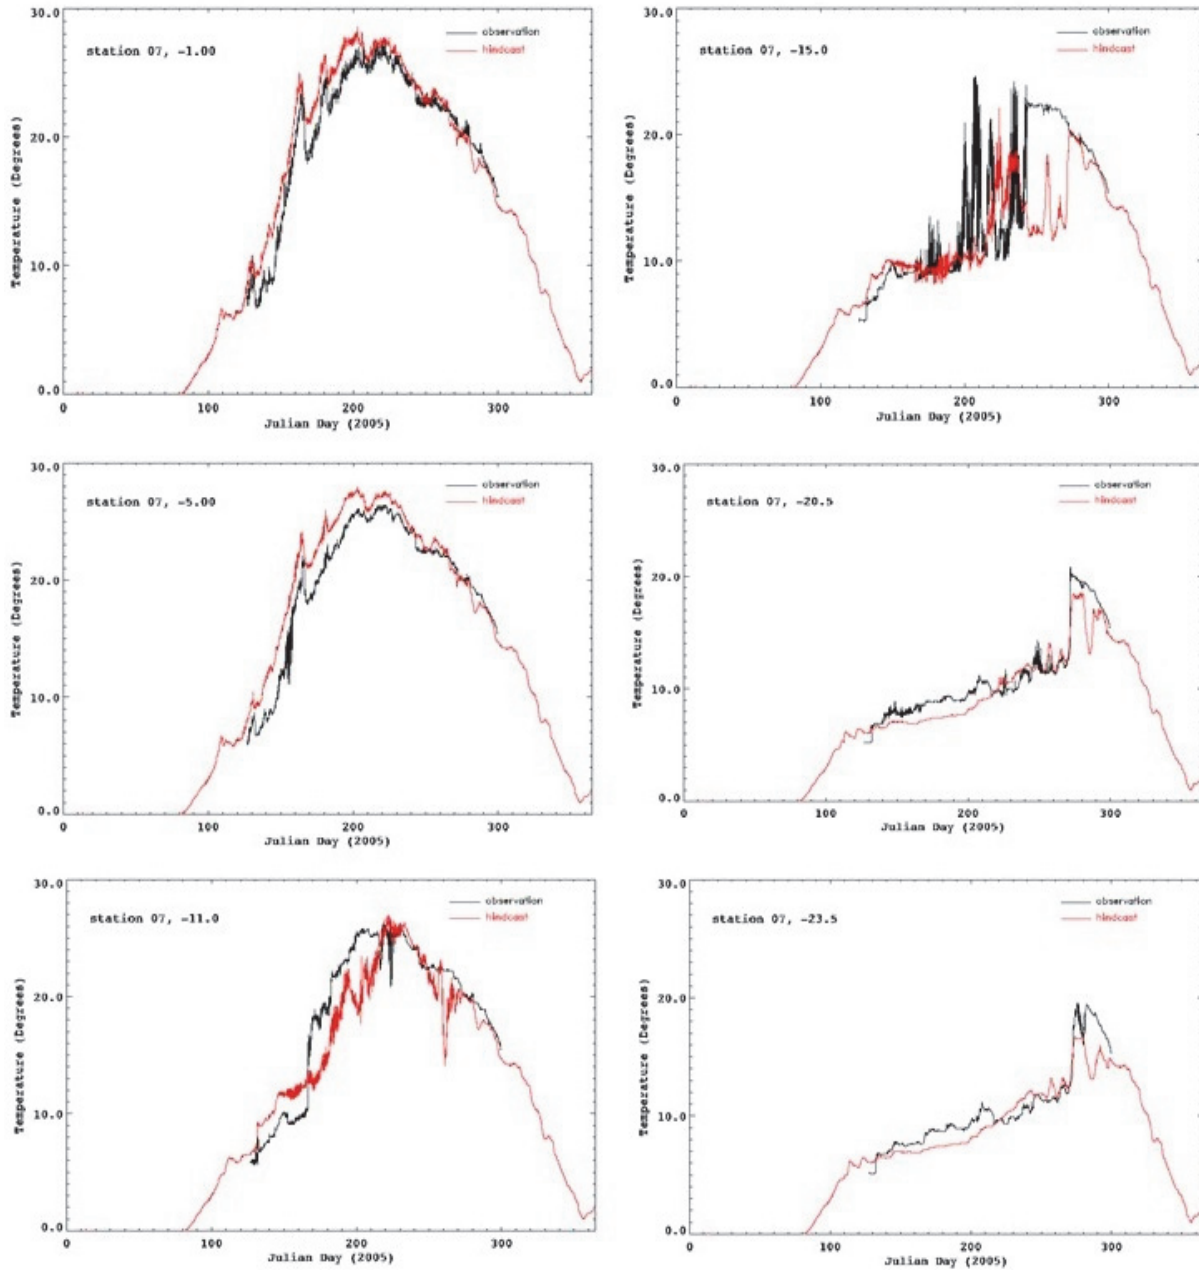 30.0
station 07, -1.00
observation
hindcast
20.0
Temperature (Degrees)
10.0
0.0
0 100 200 300
Julian Day (2005)
30.0
station 07, -15.0
observation
hindcast
20.0
Temperature (Degrees)
10.0
0.0
0 100 200 300
Julian Day (2005)
30.0
station 07, -5.00
observation
hindcast
20.0
Temperature (Degrees)
10.0
0.0
0 100 200 300
Julian Day (2005)
30.0
station 07, -20.5
observation
hindcast
20.0
Temperature (Degrees)
10.0
0.0
0 100 200 300
Julian Day (2005)
30.0
station 07, -11.0
observation
hindcast
20.0
Temperature (Degrees)
10.0
0.0
0 100 200 300
Julian Day (2005)
30.0
station 07, -23.5
observation
hindcast
20.0
Temperature (Degrees)
10.0
0.0
0 100 200 300
Julian Day (2005)